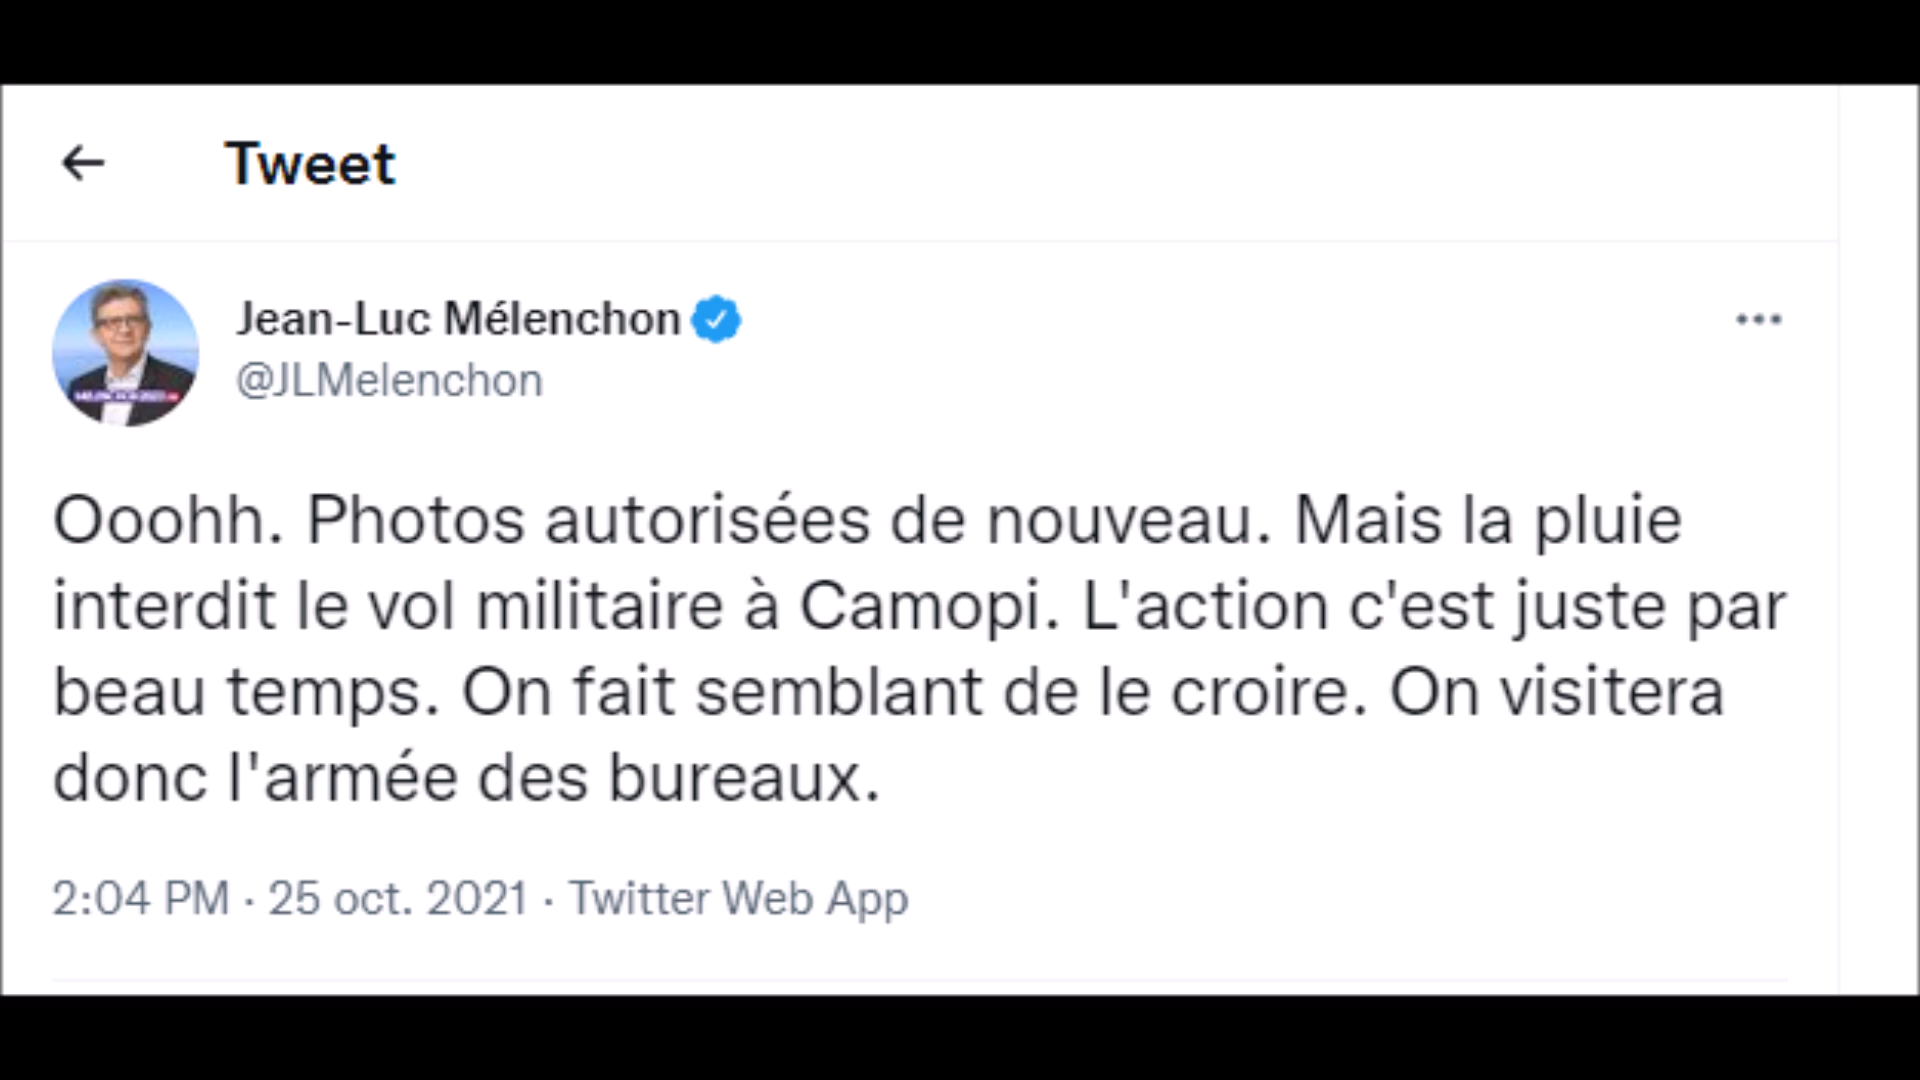 Tweet
Jean-Luc Mélenchon
@JLMelenchon
Ooohh. Photos autorisées de nouveau. Mais la pluie
interdit le vol militaire à Camopi. L'action c'est juste par
beau temps. On fait semblant de le croire. On visitera
donc l'armée des bureaux.
2:04 PM · 25 oct. 2021 · Twitter Web App